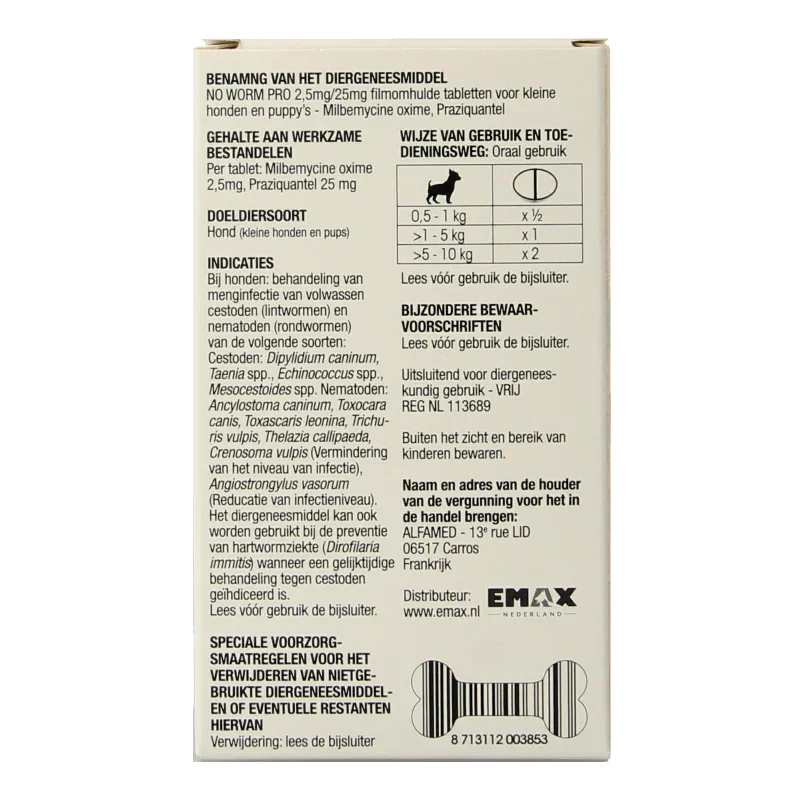 BENAMNG VAN HET DIERGENEESMIDDEL
NO WORM PRO 2,5mg/25mg filmomhulde tabletten voor kleine
honden en puppy's - Milbemycine oxime, Praziquantel
GEHALTE AAN WERKZAME
BESTANDELEN
Per tablet: Milbemycine oxime
2,5mg, Praziquantel 25 mg
DOELDIERSOORT
Hond (kleine honden en pups)
INDICATIES
Bij honden: behandeling van
menginfectie van volwassen
cestoden (lintwormen) en
nematoden (rondwormen)
van de volgende soorten:
Cestoden: Dipylidium caninum,
Taenia spp., Echinococcus spp.,
Mesocestoides spp. Nematoden:
Ancylostoma caninum, Toxocara
canis, Toxascaris leonina, Trichu-
ris vulpis, Thelazia callipaeda,
Crenosoma vulpis (Vermindering
van het niveau van infectie),
Angiostrongylus vasorum
(Reducatie van infectieniveau).
Het diergeneesmiddel kan ook
worden gebruikt bij de preventie
van hartwormziekte (Dirofilaria
immitis) wanneer een gelijktijdige
behandeling tegen cestoden
geïhdiceerd is.
Lees vóór gebruik de bijsluiter.
SPECIALE VOORZORG-
SMAATREGELEN VOOR HET
VERWIJDEREN VAN NIETGE-
BRUIKTE DIERGENEESMIDDEL-
EN OF EVENTUELE RESTANTEN
HIERVAN
Verwijdering: lees de bijsluiter
WIJZE VAN GEBRUIK EN TOE-
DIENINGSWEG: Oraal gebruik
0,5 - 1 kg x ½
>1 - 5 kg x 1
>5 - 10 kg x 2
Lees vóór gebruik de bijsluiter.
BIJZONDERE BEWAAR-
VOORSCHRIFTEN
Lees vóór gebruik de bijsluiter.
Uitsluitend voor diergenees-
kundig gebruik - VRIJ
REG NL 113689
Buiten het zicht en bereik van
kinderen bewaren.
Naam en adres van de houder
van de vergunning voor het in
de handel brengen:
ALFAMED - 13e rue LID
06517 Carros
Frankrijk
Distributeur:
www.emax.nl
EMAX
NEDERLAND
8 713112 003853